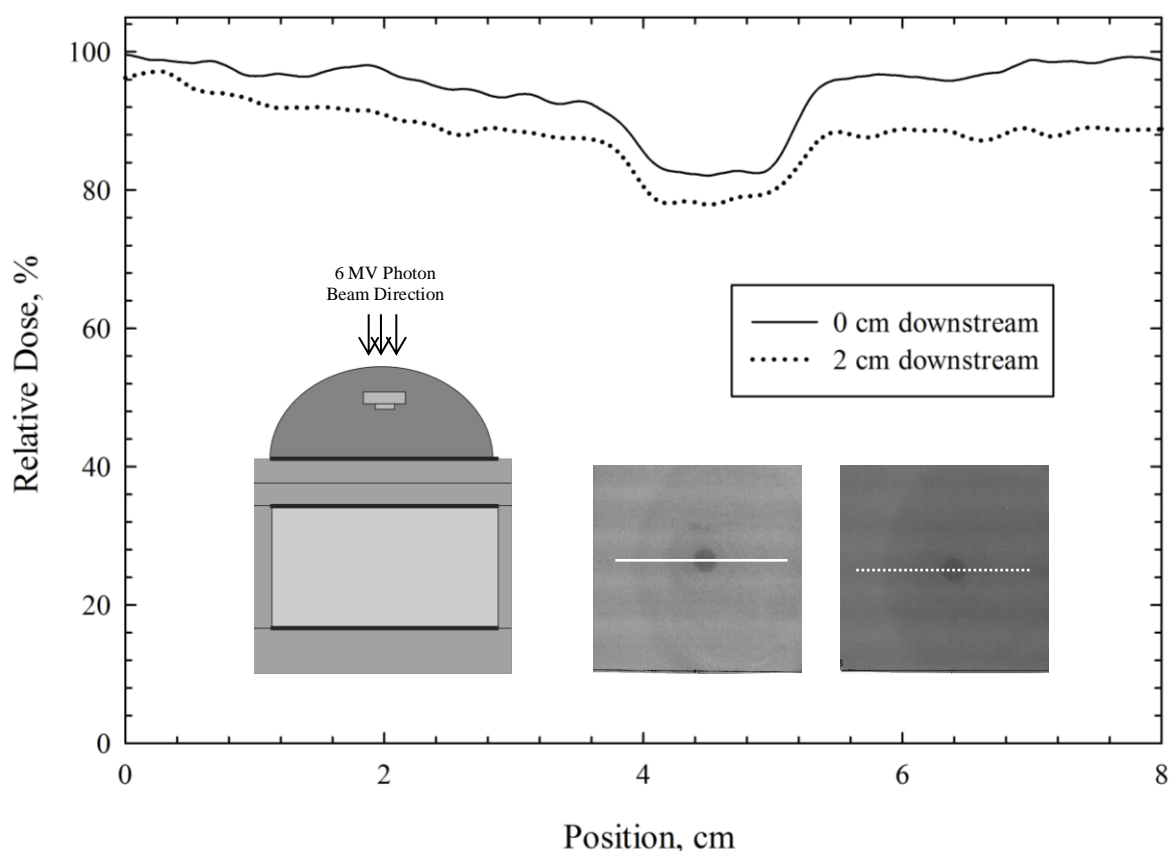 100
80
60
40
20
0
Relative Dose, %
6 MV Photon
Beam Direction
0 cm downstream
2 cm downstream
0
2
4
6
8
Position, cm